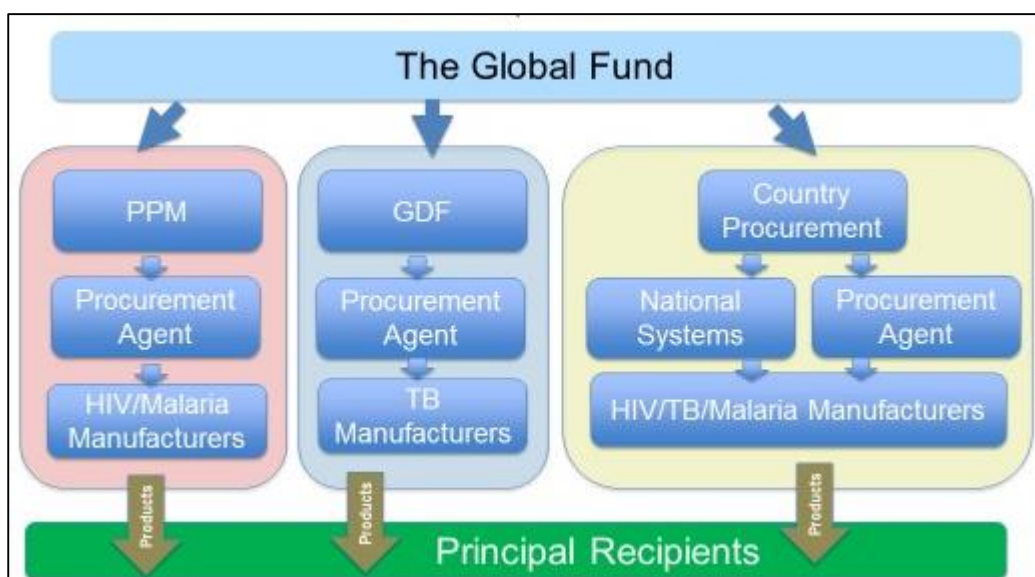 The Global Fund
PPM
Procurement
Agent
HIV/Malaria
Manufacturers
Products
GDF
Procurement
Agent
TB
Manufacturers
Products
Country
Procurement
National
Systems
Procurement
Agent
HIV/TB/Malaria Manufacturers
Products
Principal Recipients